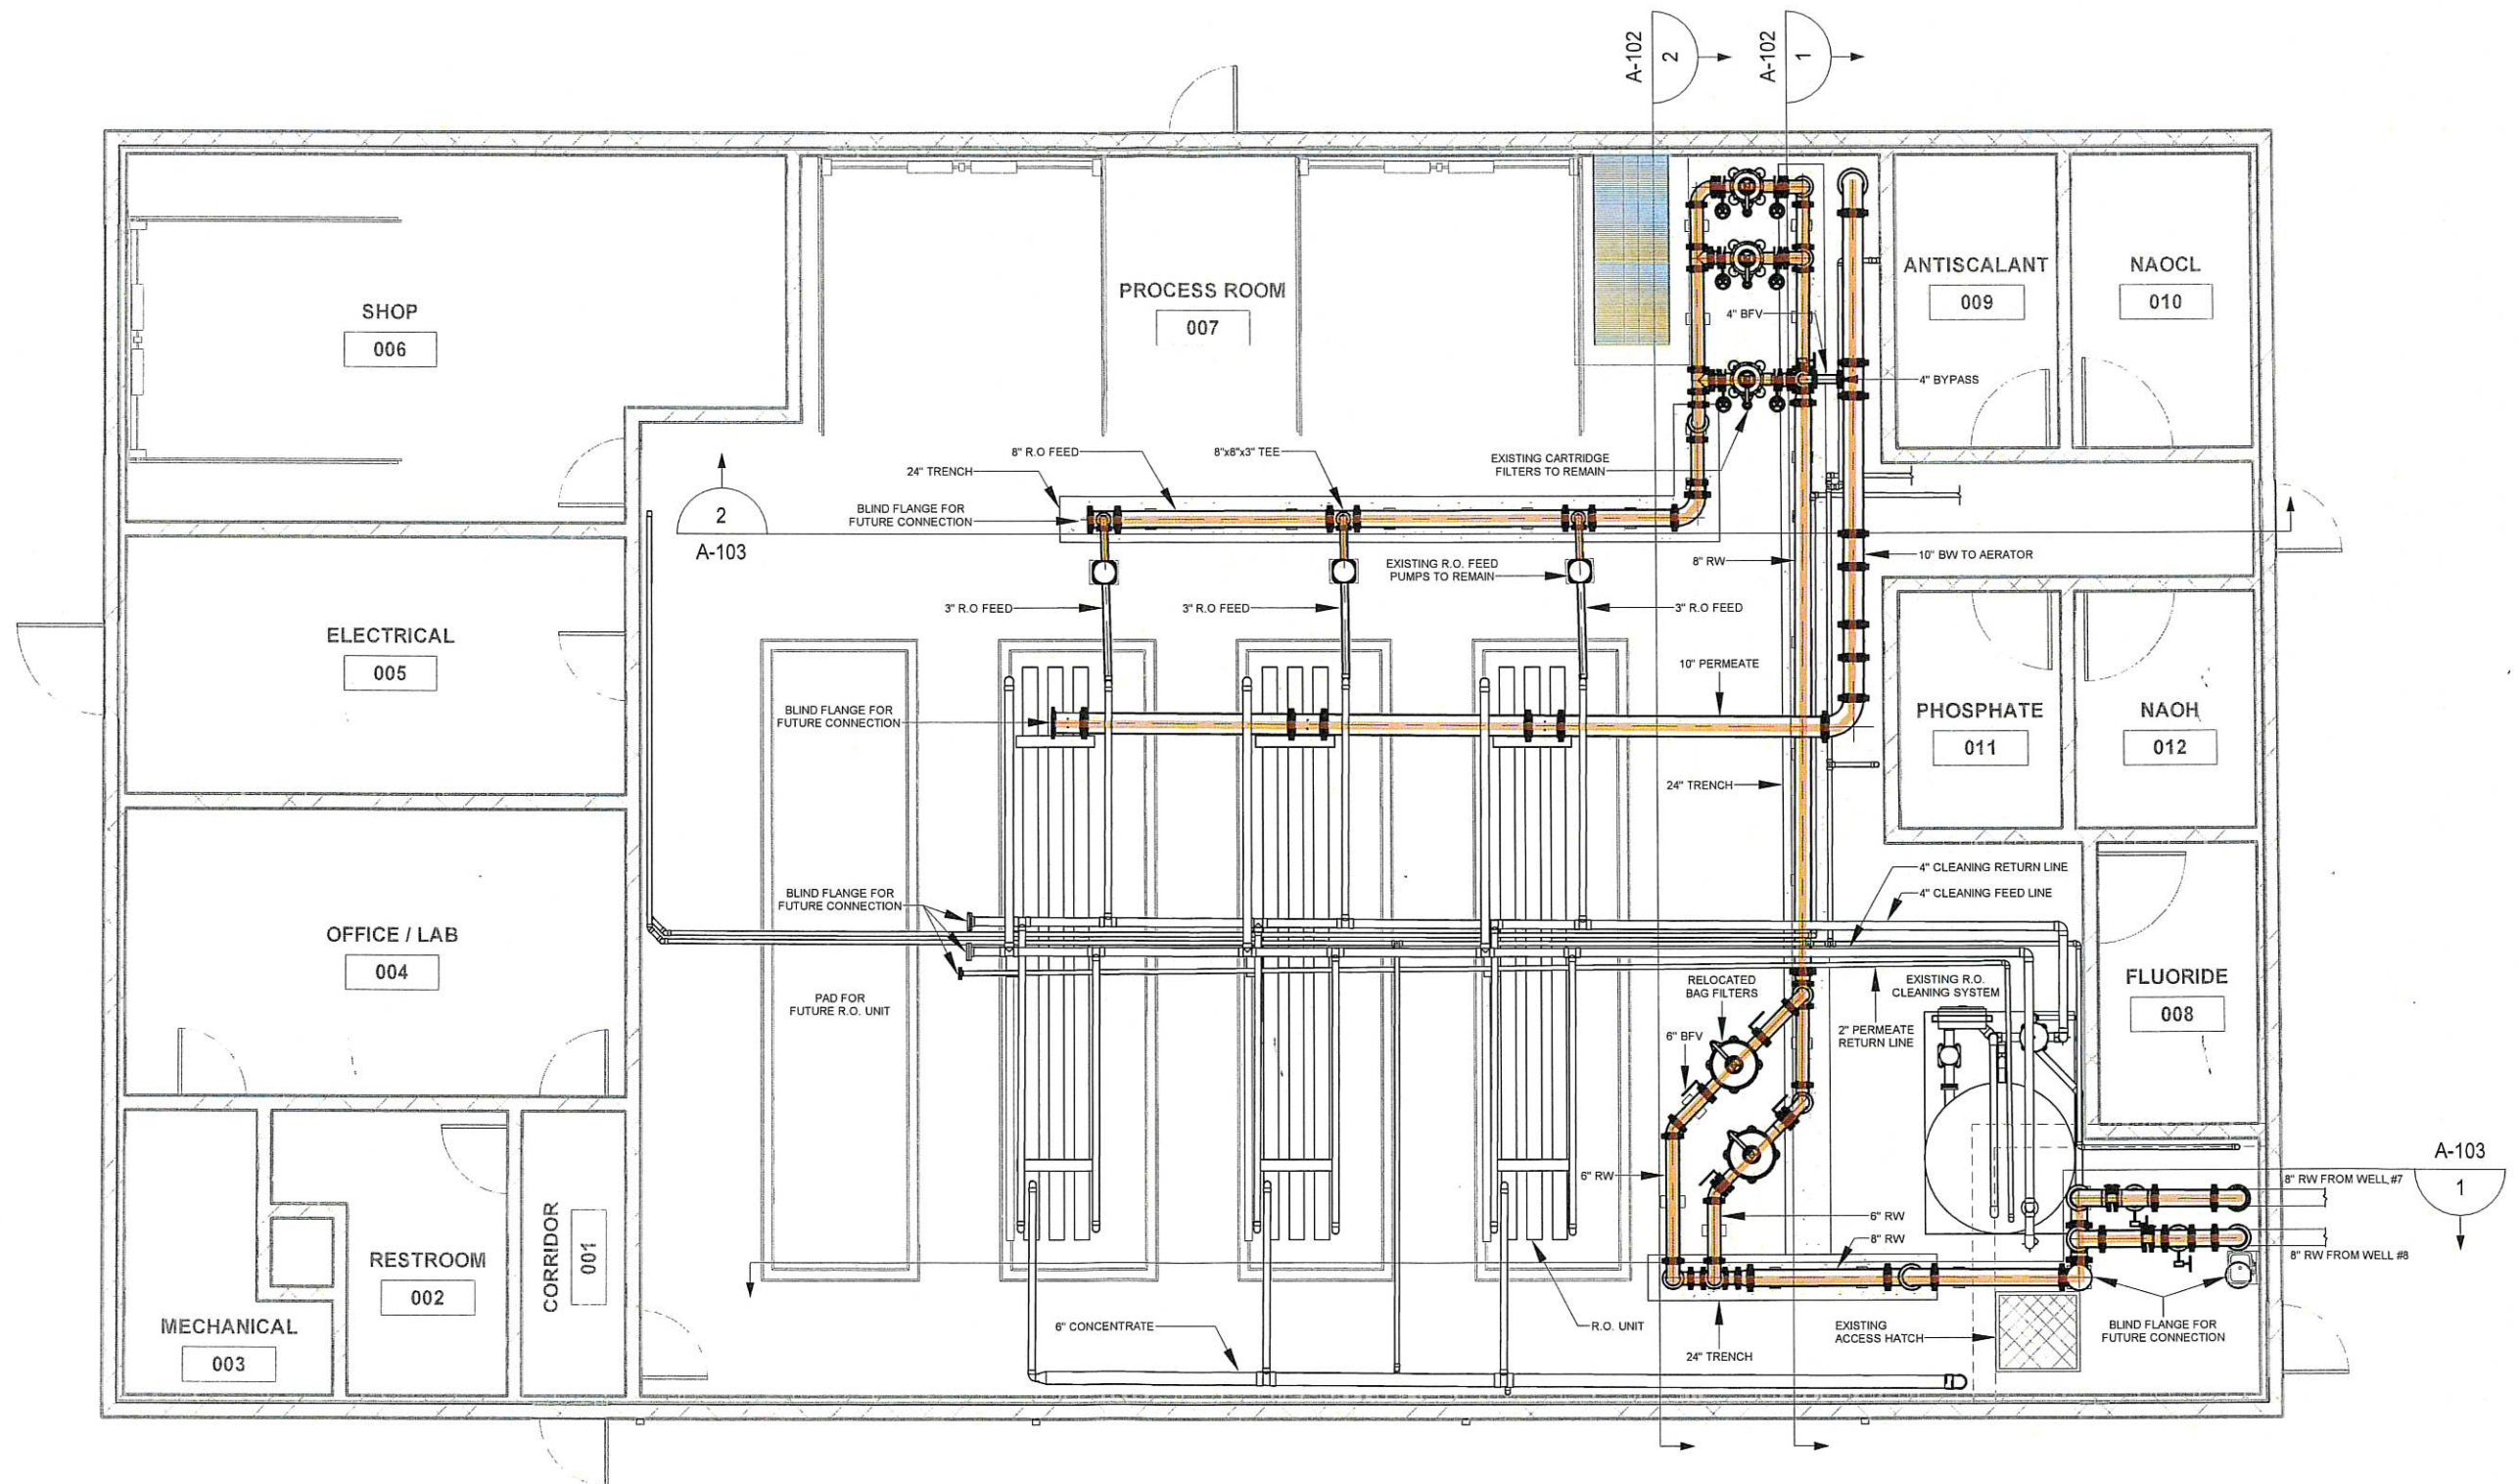 A-102
2
A-102
1
SHOP
006
PROCESS ROOM
007
ANTISCALANT
009
NAOCL
010
4" BFV
4" BYPASS
8" R.O FEED
8"x8"x3" TEE
24" TRENCH
EXISTING CARTRIDGE
FILTERS TO REMAIN
BLIND FLANGE FOR
FUTURE CONNECTION
2
A-103
8" RW
10" BW TO AERATOR
EXISTING R.O. FEED
PUMPS TO REMAIN
3" R.O FEED
3" R.O FEED
3" R.O FEED
ELECTRICAL
005
10" PERMEATE
BLIND FLANGE FOR
FUTURE CONNECTION
PHOSPHATE
011
NAOH
012
24" TRENCH
BLIND FLANGE FOR
FUTURE CONNECTION
4" CLEANING RETURN LINE
4" CLEANING FEED LINE
OFFICE / LAB
004
PAD FOR
FUTURE R.O. UNIT
RELOCATED
BAG FILTERS
EXISTING R.O.
CLEANING SYSTEM
FLUORIDE
008
6" BFV
2" PERMEATE
RETURN LINE
A-103
1
6" RW
8" RW FROM WELL #7
6" RW
8" RW
8" RW FROM WELL #8
CORRIDOR
001
RESTROOM
002
MECHANICAL
003
6" CONCENTRATE
R.O. UNIT
24" TRENCH
EXISTING
ACCESS HATCH
BLIND FLANGE FOR
FUTURE CONNECTION